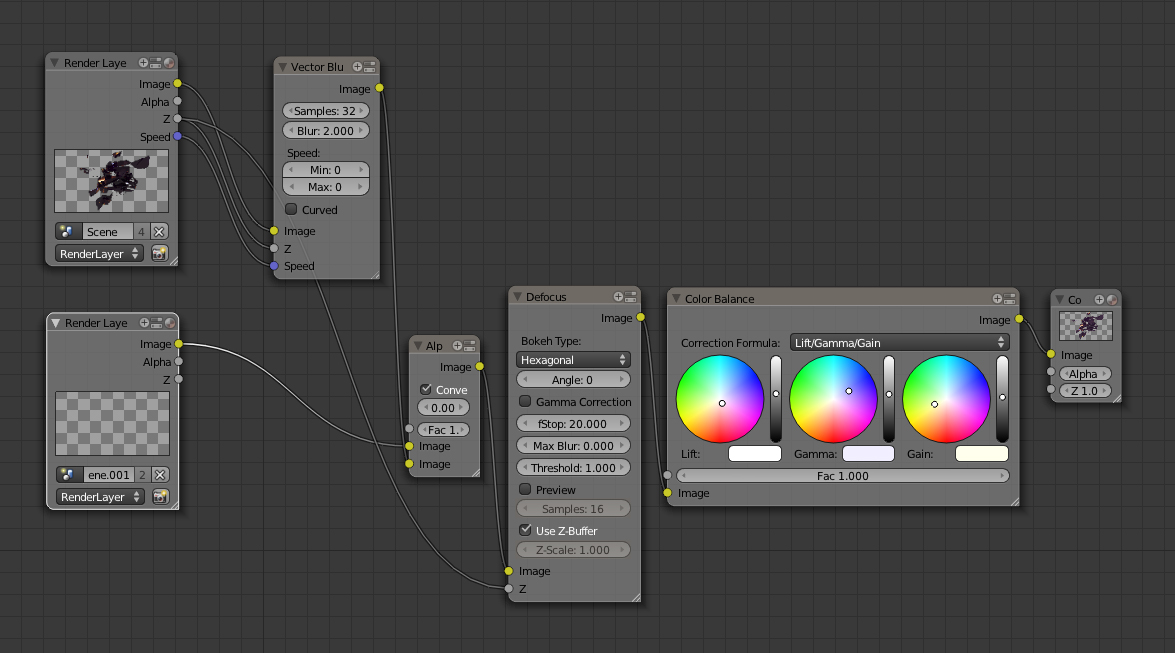 Render Laye
Image
Alpha
Z
Speed
Scene 4
RenderLayer
Vector Blu
Image
Samples: 32
Blur: 2.000
Speed:
Min: 0
Max: 0
Curved
Image
Z
Speed
Render Laye
Image
Alpha
Z
ene.001 2
RenderLayer
Alp
Image
Conve
0.00
Fac 1.
Image
Image
Defocus
Image
Bokeh Type:
Hexagonal
Angle: 0
Gamma Correction
fStop: 20.000
Max Blur: 0.000
Threshold: 1.000
Preview
Samples: 16
Use Z-Buffer
Z-Scale: 1.000
Image
Z
Color Balance
Image
Correction Formula: Lift/Gamma/Gain
Lift: Gamma: Gain:
Fac 1.000
Image
Co
Image
Alpha
Z 1.0